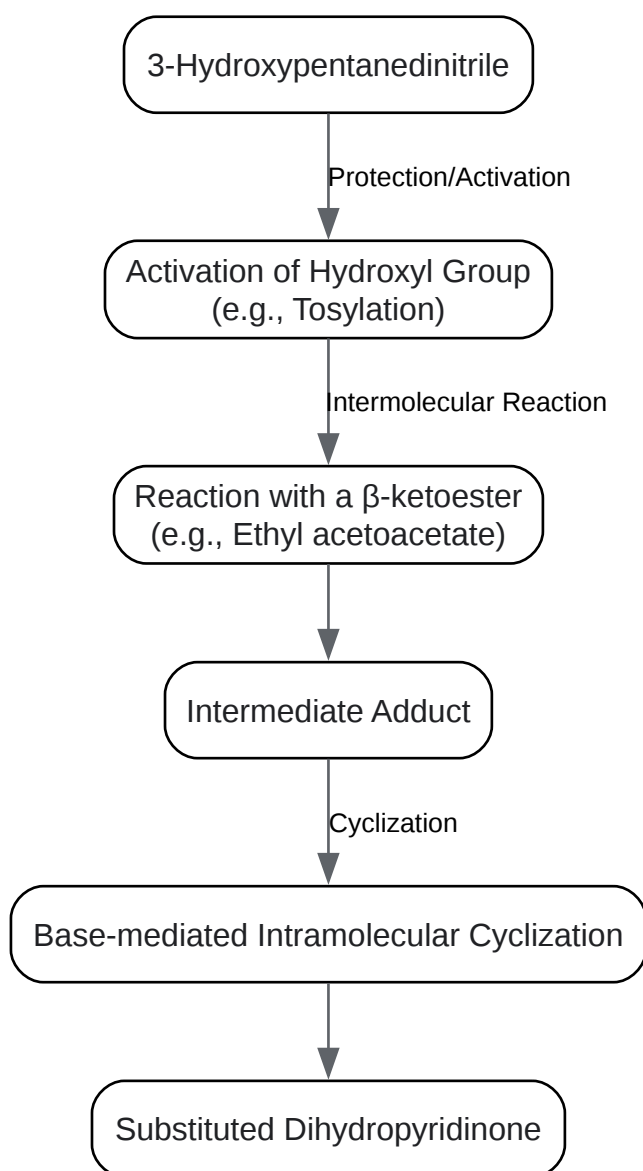 3-Hydroxypentanedinitrile
Protection/Activation
Activation of Hydroxyl Group
(e.g., Tosylation)
Intermolecular Reaction
Reaction with a β-ketoester
(e.g., Ethyl acetoacetate)
Intermediate Adduct
Cyclization
Base-mediated Intramolecular Cyclization
Substituted Dihydropyridinone